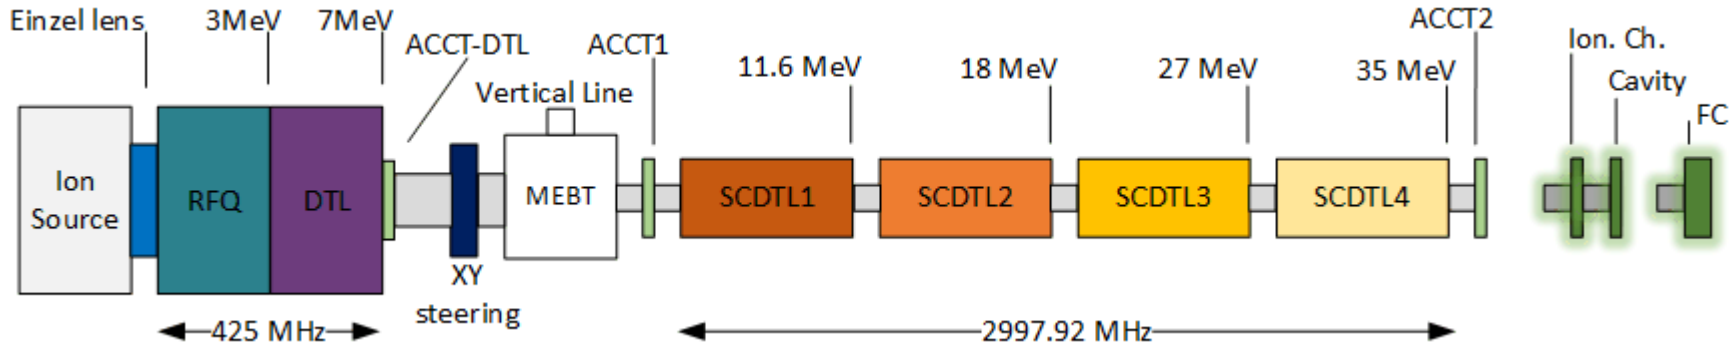 Einzel lens
3MeV
7MeV
ACCT-DTL
ACCT1
ACCT2
Ion. Ch.
Cavity
FC
11.6 MeV
18 MeV
27 MeV
35 MeV
Vertical Line
Ion
Source
RFQ
DTL
MEBT
SCDTL1
SCDTL2
SCDTL3
SCDTL4
XY
steering
425 MHz
2997.92 MHz